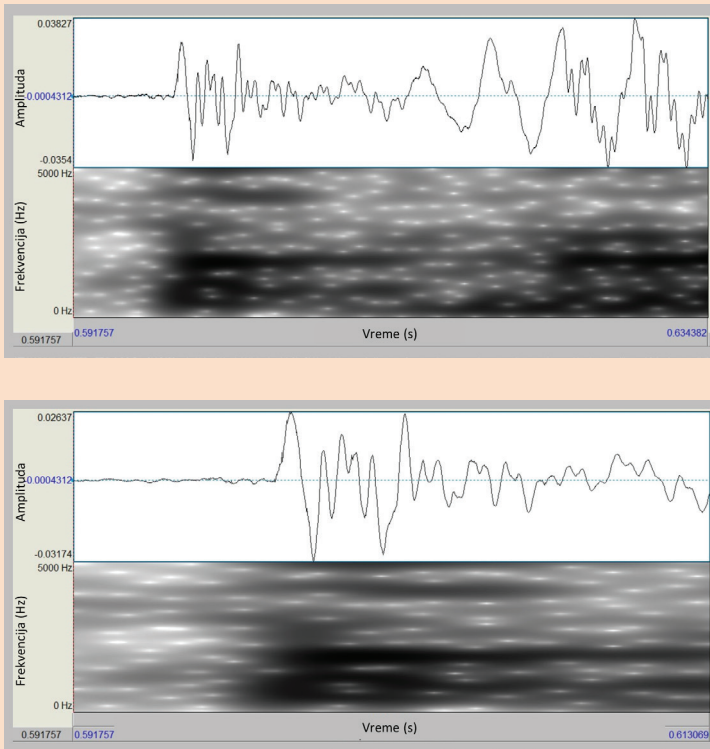 0.03827
Amplituda
-0.0004312
-0.0354
5000 Hz
Frekvencija (Hz)
0 Hz
0.591757
0.591757
Vreme (s)
0.634382
0.02637
Amplituda
-0.0004312
-0.03174
5000 Hz
Frekvencija (Hz)
0 Hz
0.591757
0.591757
Vreme (s)
0.613069